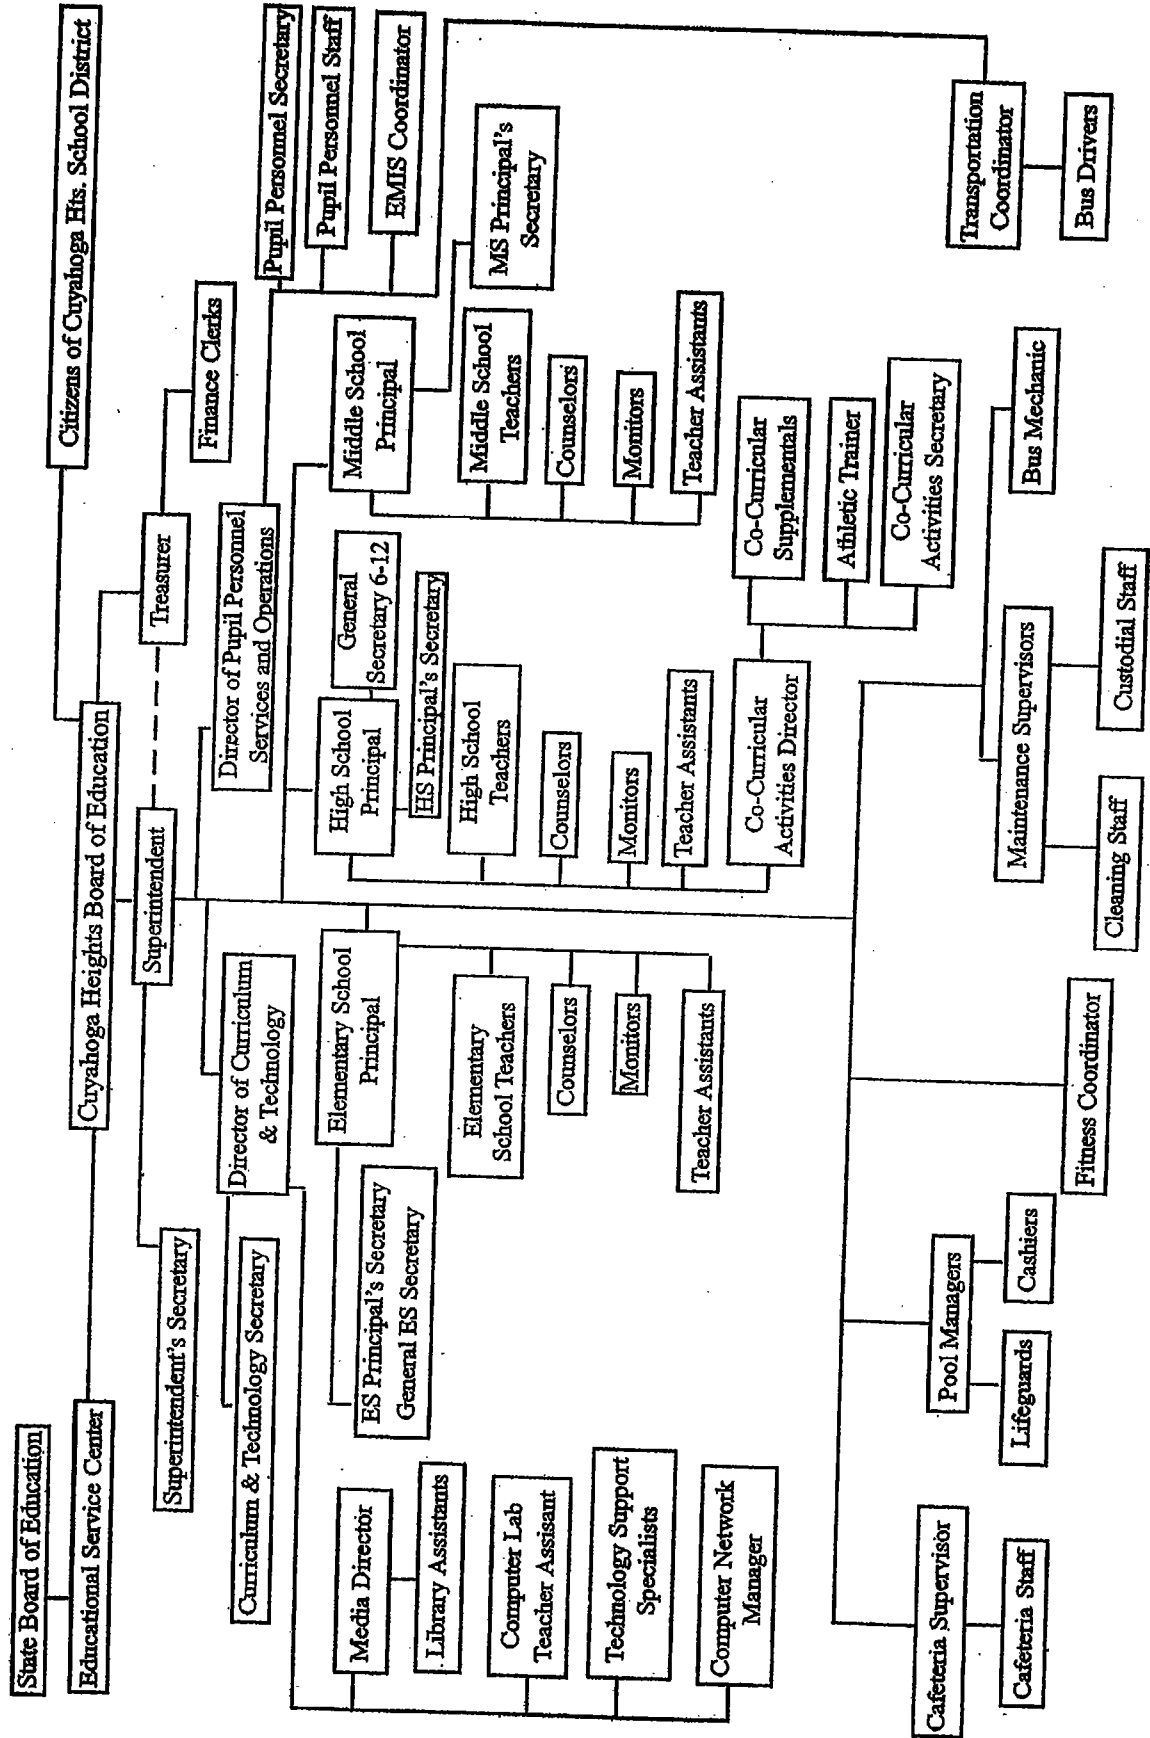 State Board of Education
Educational Service Center
Citizens of Cuyahoga Hts. School District
Cuyahoga Heights Board of Education
Superintendent
Treasurer
Finance Clerks
Superintendent's Secretary
Director of Curriculum
& Technology
Curriculum & Technology Secretary
Director of Pupil Personnel
Services and Operations
Pupil Personnel Secretary
Pupil Personnel Staff
EMIS Coordinator
Media Director
Library Assistants
Computer Lab
Teacher Assisant
Technology Support
Specialists
Computer Network
Manager
Elementary School
Principal
ES Principal's Secretary
General ES Secretary
Elementary
School Teachers
Counselors
Monitors
Teacher Assistants
High School
Principal
General
Secretary 6-12
HS Principal's Secretary
High School
Teachers
Counselors
Monitors
Teacher Assistants
Co-Curricular
Activities Director
Co-Curricular
Supplementals
Athletic Trainer
Co-Curricular
Activities Secretary
Middle School
Principal
MS Principal's
Secretary
Middle School
Teachers
Counselors
Monitors
Teacher Assistants
Transportation
Coordinator
Bus Drivers
Cafeteria Supervisor
Cafeteria Staff
Pool Managers
Lifeguards
Cashiers
Fitness Coordinator
Maintenance Supervisors
Cleaning Staff
Custodial Staff
Bus Mechanic